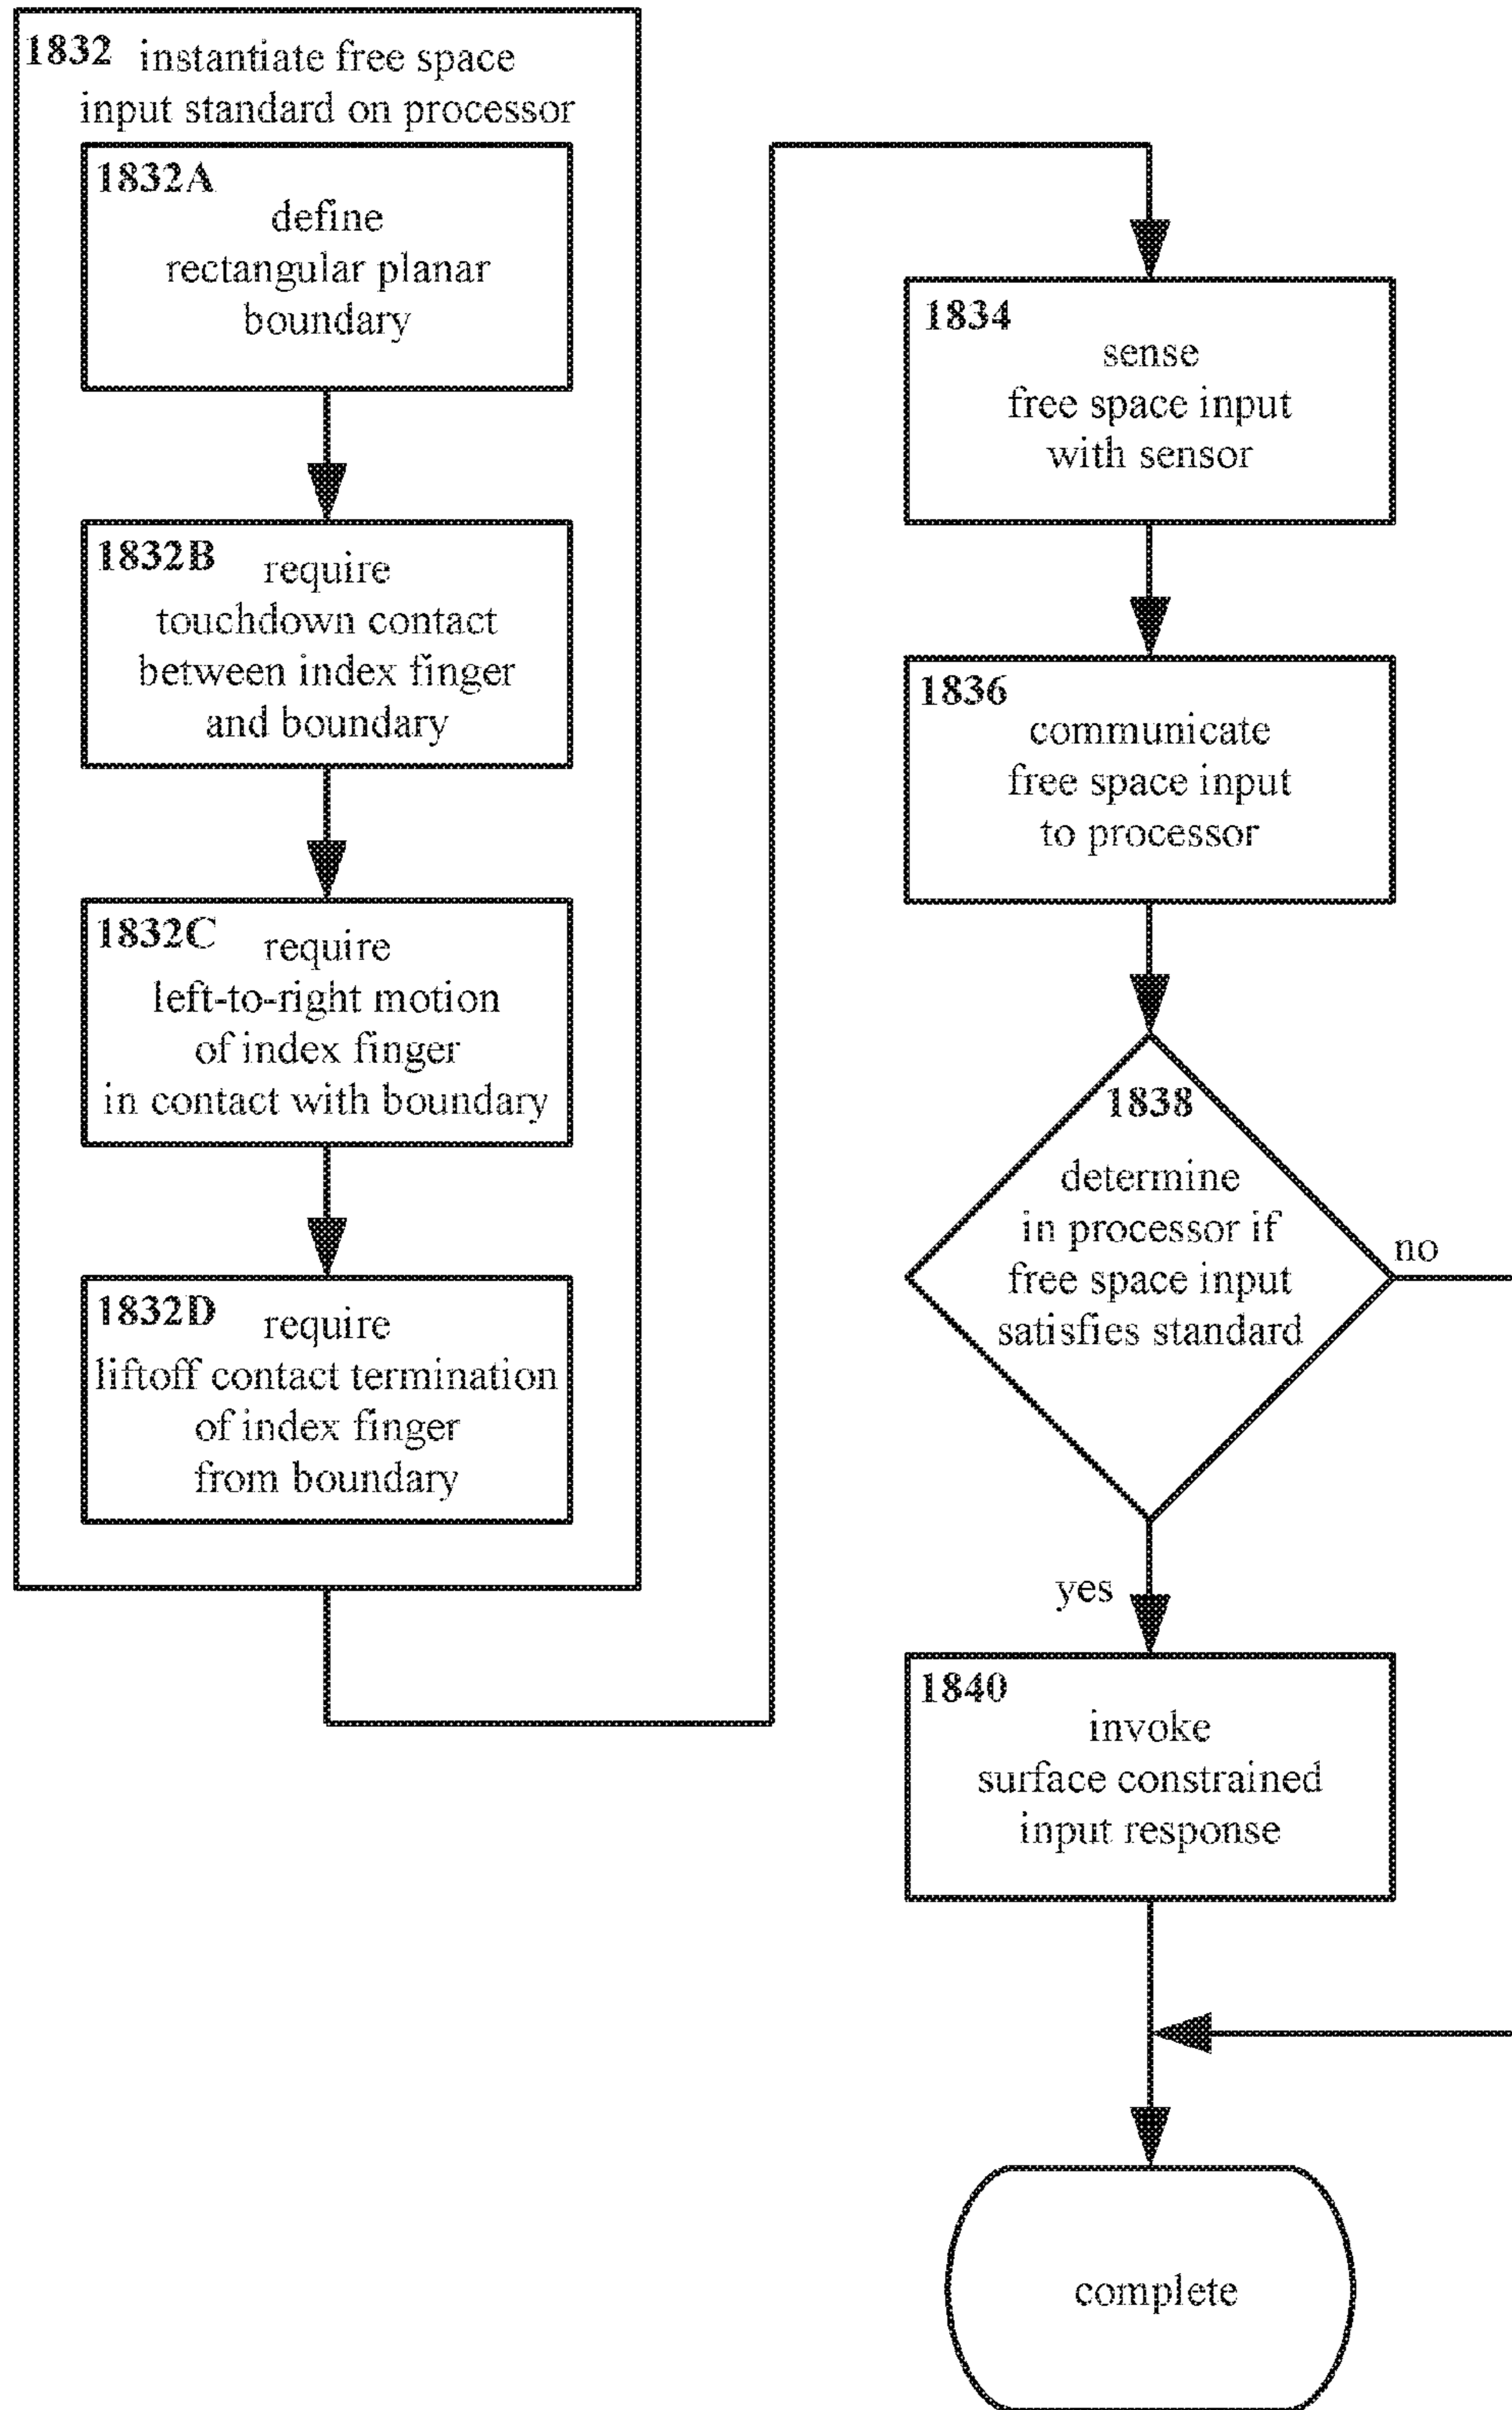 1832 instantiate free space
input standard on processor
1832A
define
rectangular planar
boundary
1832B require
touchdown contact
between index finger
and boundary
1832C require
left-to-right motion
of index finger
in contact with boundary
1832D require
liftoff contact termination
of index finger
from boundary
1834
sense
free space input
with sensor
1836
communicate
free space input
to processor
1838
determine
in processor if
free space input
satisfies standard
no
yes
1840
invoke
surface constrained
input response
complete